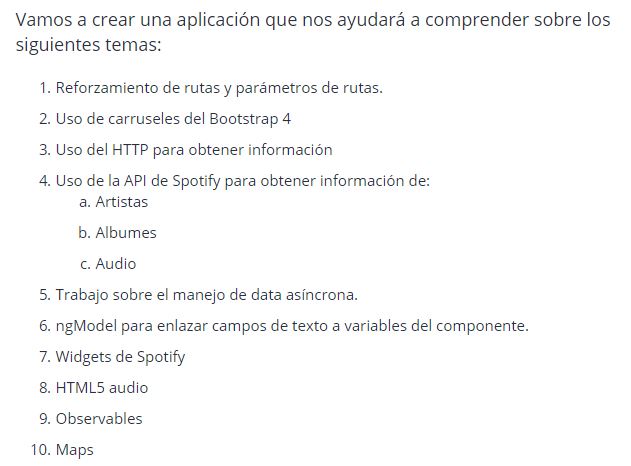 Vamos a crear una aplicación que nos ayudará a comprender sobre los
siguientes temas:
1. Reforzamiento de rutas y parámetros de rutas.
2. Uso de carruseles del Bootstrap 4
3. Uso del HTTP para obtener información
4. Uso de la API de Spotify para obtener información de:
a. Artistas
b. Albumes
c. Audio
5. Trabajo sobre el manejo de data asíncrona.
6. ngModel para enlazar campos de texto a variables del componente.
7. Widgets de Spotify
8. HTML5 audio
9. Observables
10. Maps